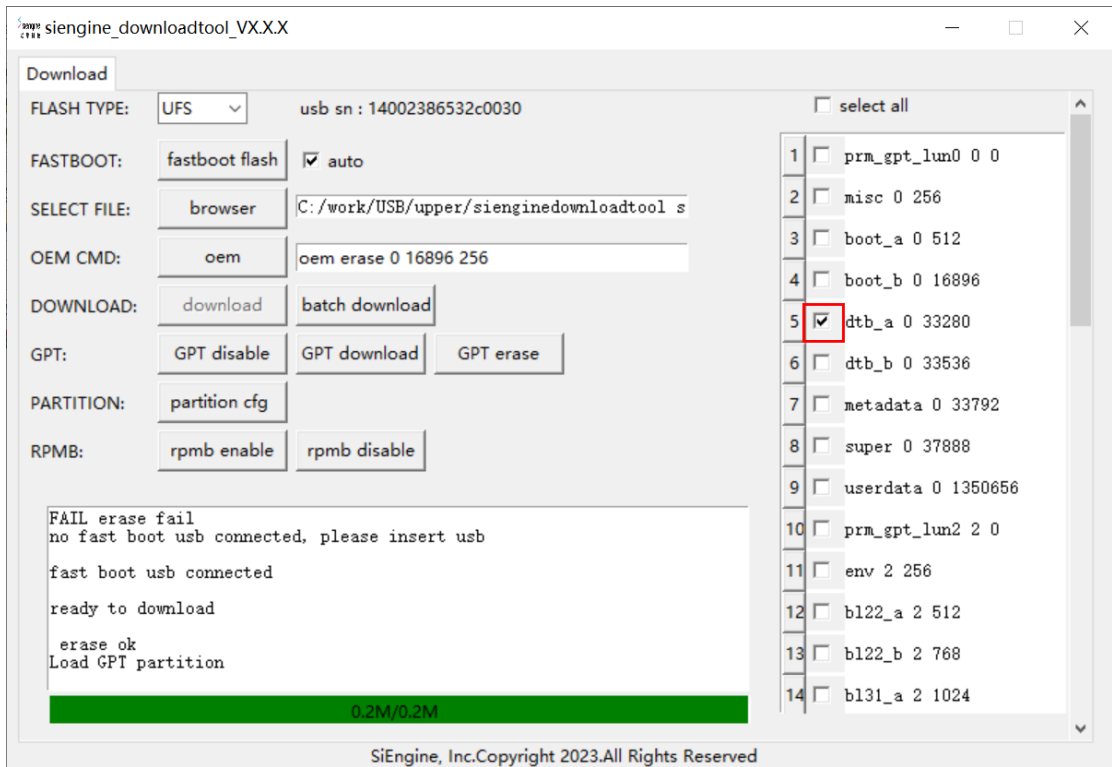 siengine_downloadtool_VX.X.X
Download
FLASH TYPE: UFS usb sn : 14002386532c0030
FASTBOOT: fastboot flash auto
SELECT FILE: browser C:/work/USB/upper/sienginedownloadtool s
OEM CMD: oem oem erase 0 16896 256
DOWNLOAD: download batch download
GPT: GPT disable GPT download GPT erase
PARTITION: partition cfg
RPMB: rpmb enable rpmb disable
FAIL erase fail
no fast boot usb connected, please insert usb
fast boot usb connected
ready to download
erase ok
Load GPT partition
0.2M/0.2M
select all
1 prm_gpt_lun0 0 0
2 misc 0 256
3 boot_a 0 512
4 boot_b 0 16896
5 dtb_a 0 33280
6 dtb_b 0 33536
7 metadata 0 33792
8 super 0 37888
9 userdata 0 1350656
10 prm_gpt_lun2 2 0
11 env 2 256
12 bl22_a 2 512
13 bl22_b 2 768
14 bl31_a 2 1024
SiEngine, Inc.Copyright 2023.All Rights Reserved